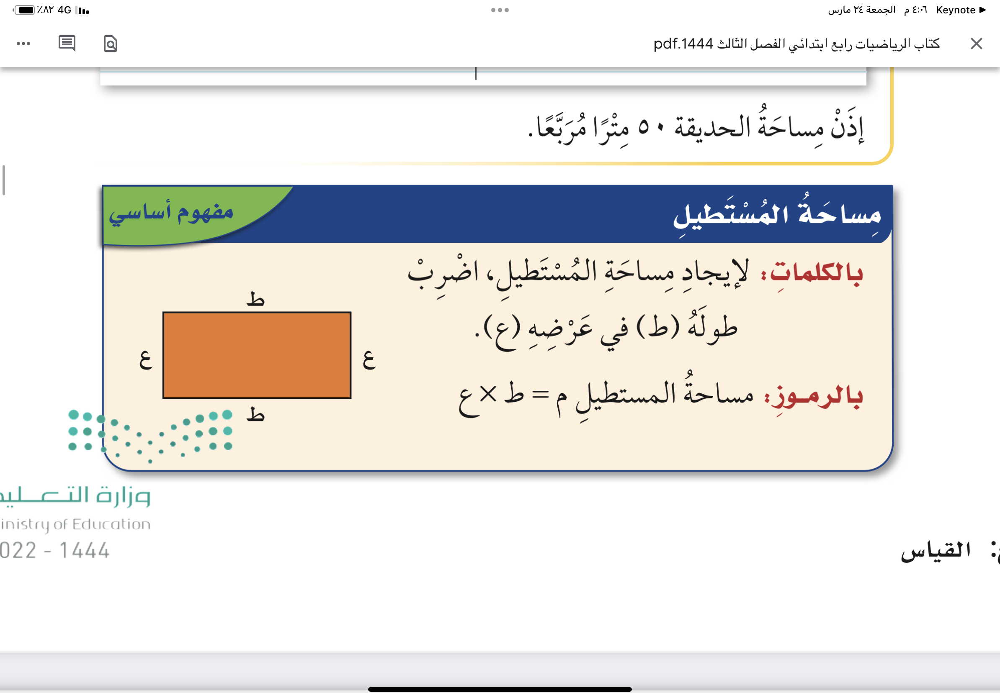 Keynote ٤:٠٦ م الجمعة ٢٤ مارس
٪٨٢ 4G
كتاب الرياضيات رابع ابتدائي الفصل الثالث 1444.pdf
إِذَنْ مِساحَةُ الحديقة ٥٠ مِتْرًا مُرَبَّعًا.
مِساحَةُ المُسْتَطيلِ
مفهوم أساسي
بالكلماتِ: لإيجادِ مِساحَةِ المُسْتَطيلِ، اضْرِبْ
طولَهُ (ط) في عَرْضِهِ (ع).
بالرموزِ: مساحةُ المستطيلِ م = ط × ع
ط
ع
ع
ط
وزارة التعليم
inistry of Education
022 - 1444
القياس